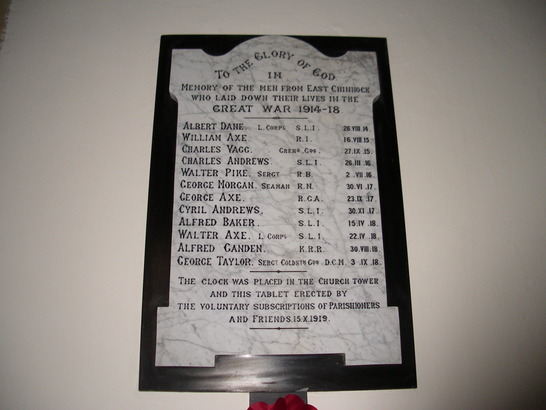 TO THE GLORY OF GOD
IN
MEMORY OF THE MEN FROM EAST CHINNOCK
WHO LAID DOWN THEIR LIVES IN THE
GREAT WAR 1914-18
ALBERT DANE. L. CORPL S.L.I. 26.VIII.14
WILLIAM AXE. R.I. 16.VIII.15
CHARLES VAGG. GRENR GDS. 27.IX.15.
CHARLES ANDREWS. S.L.I. 26.III.16.
WALTER PIKE. SERGT R.B. 2.VII.16.
GEORGE MORGAN. SEAMAN R.N. 30.VI.17.
GEORGE AXE. R.G.A. 23.IX.17.
CYRIL ANDREWS. S.L.I. 30.XI.17.
ALFRED BAKER. S.L.I. 15.IV.18.
WALTER AXE. L. CORPL S.L.I. 22.IV.18.
ALFRED GANDEN. K.R.R. 30.VIII.18
GEORGE TAYLOR. SERGT COLDSTM GDS D.C.M. 3.IX.18.
THE CLOCK WAS PLACED IN THE CHURCH TOWER
AND THIS TABLET ERECTED BY
THE VOLUNTARY SUBSCRIPTIONS OF PARISHIONERS
AND FRIENDS.15.X.1919.